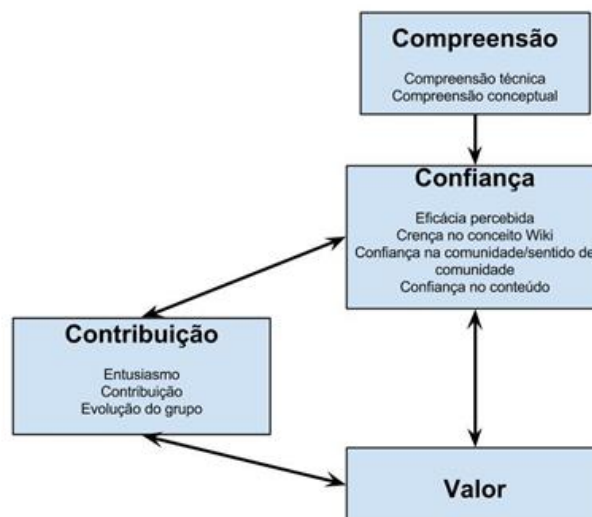 Compreensão
Compreensão técnica
Compreensão conceptual
Confiança
Eficácia percebida
Crença no conceito Wiki
Confiança na comunidade/sentido de
comunidade
Confiança no conteúdo
Contribuição
Entusiasmo
Contribuição
Evolução do grupo
Valor